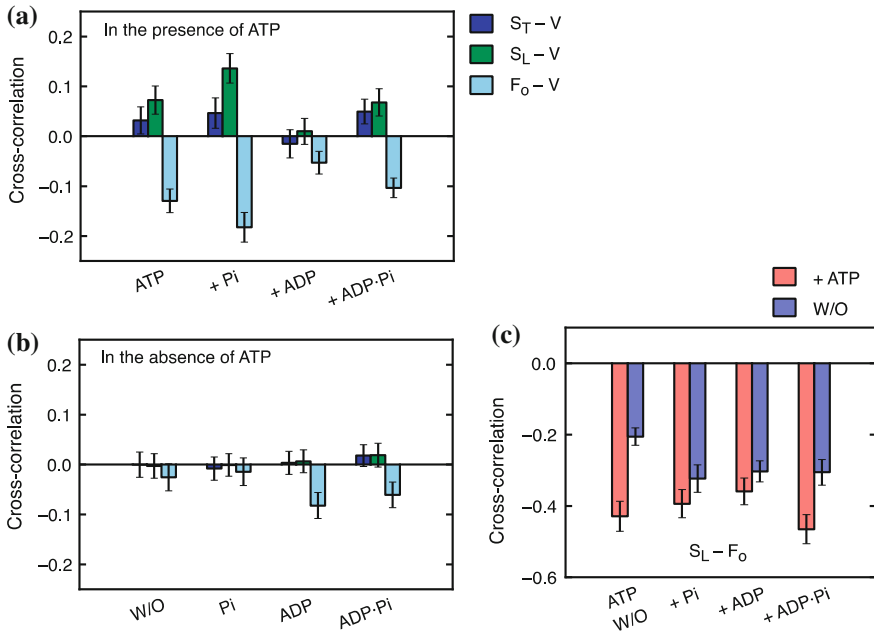 (a)
In the presence of ATP
S_T – V
S_L – V
F_o – V
Cross-correlation
0.2
0.1
0.0
–0.1
–0.2
ATP
+ Pi
+ ADP
+ ADP·Pi
(b)
In the absence of ATP
Cross-correlation
0.2
0.1
0.0
–0.1
–0.2
W/O
Pi
ADP
ADP·Pi
+ ATP
W/O
(c)
Cross-correlation
0.0
–0.2
–0.4
–0.6
S_L – F_o
ATP
W/O
+ Pi
+ ADP
+ ADP·Pi